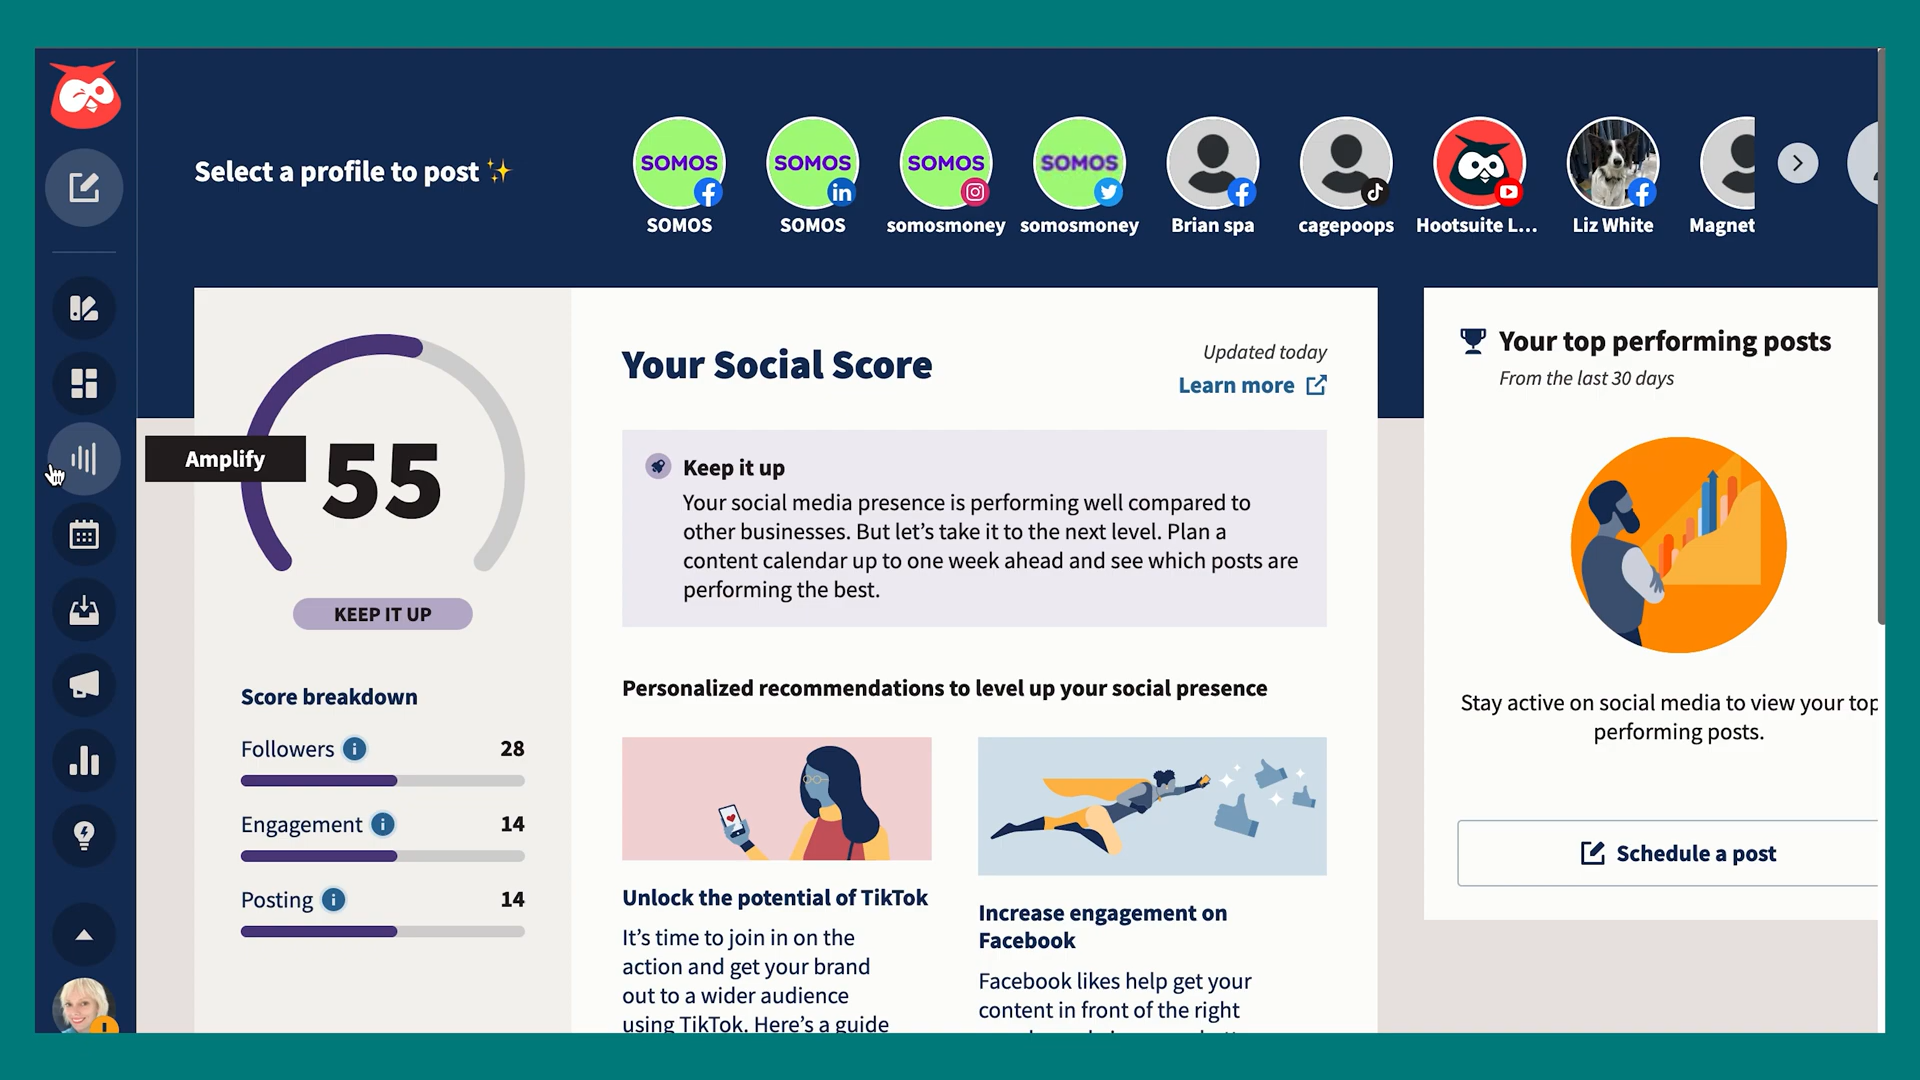 Select a profile to post ✨
SOMOS
SOMOS
SOMOS
SOMOS
SOMOS
SOMOS
somosmoney
somosmoney
Brian spa
cagepoops
Hootsuite L...
Liz White
Magnet
Amplify
55
KEEP IT UP
Score breakdown
Followers 28
Engagement 14
Posting 14
Your Social Score
Updated today
Learn more
Keep it up
Your social media presence is performing well compared to
other businesses. But let's take it to the next level. Plan a
content calendar up to one week ahead and see which posts are
performing the best.
Personalized recommendations to level up your social presence
Unlock the potential of TikTok
It's time to join in on the
action and get your brand
out to a wider audience
using TikTok. Here's a guide
Increase engagement on
Facebook
Facebook likes help get your
content in front of the right
Your top performing posts
From the last 30 days
Stay active on social media to view your top
performing posts.
Schedule a post